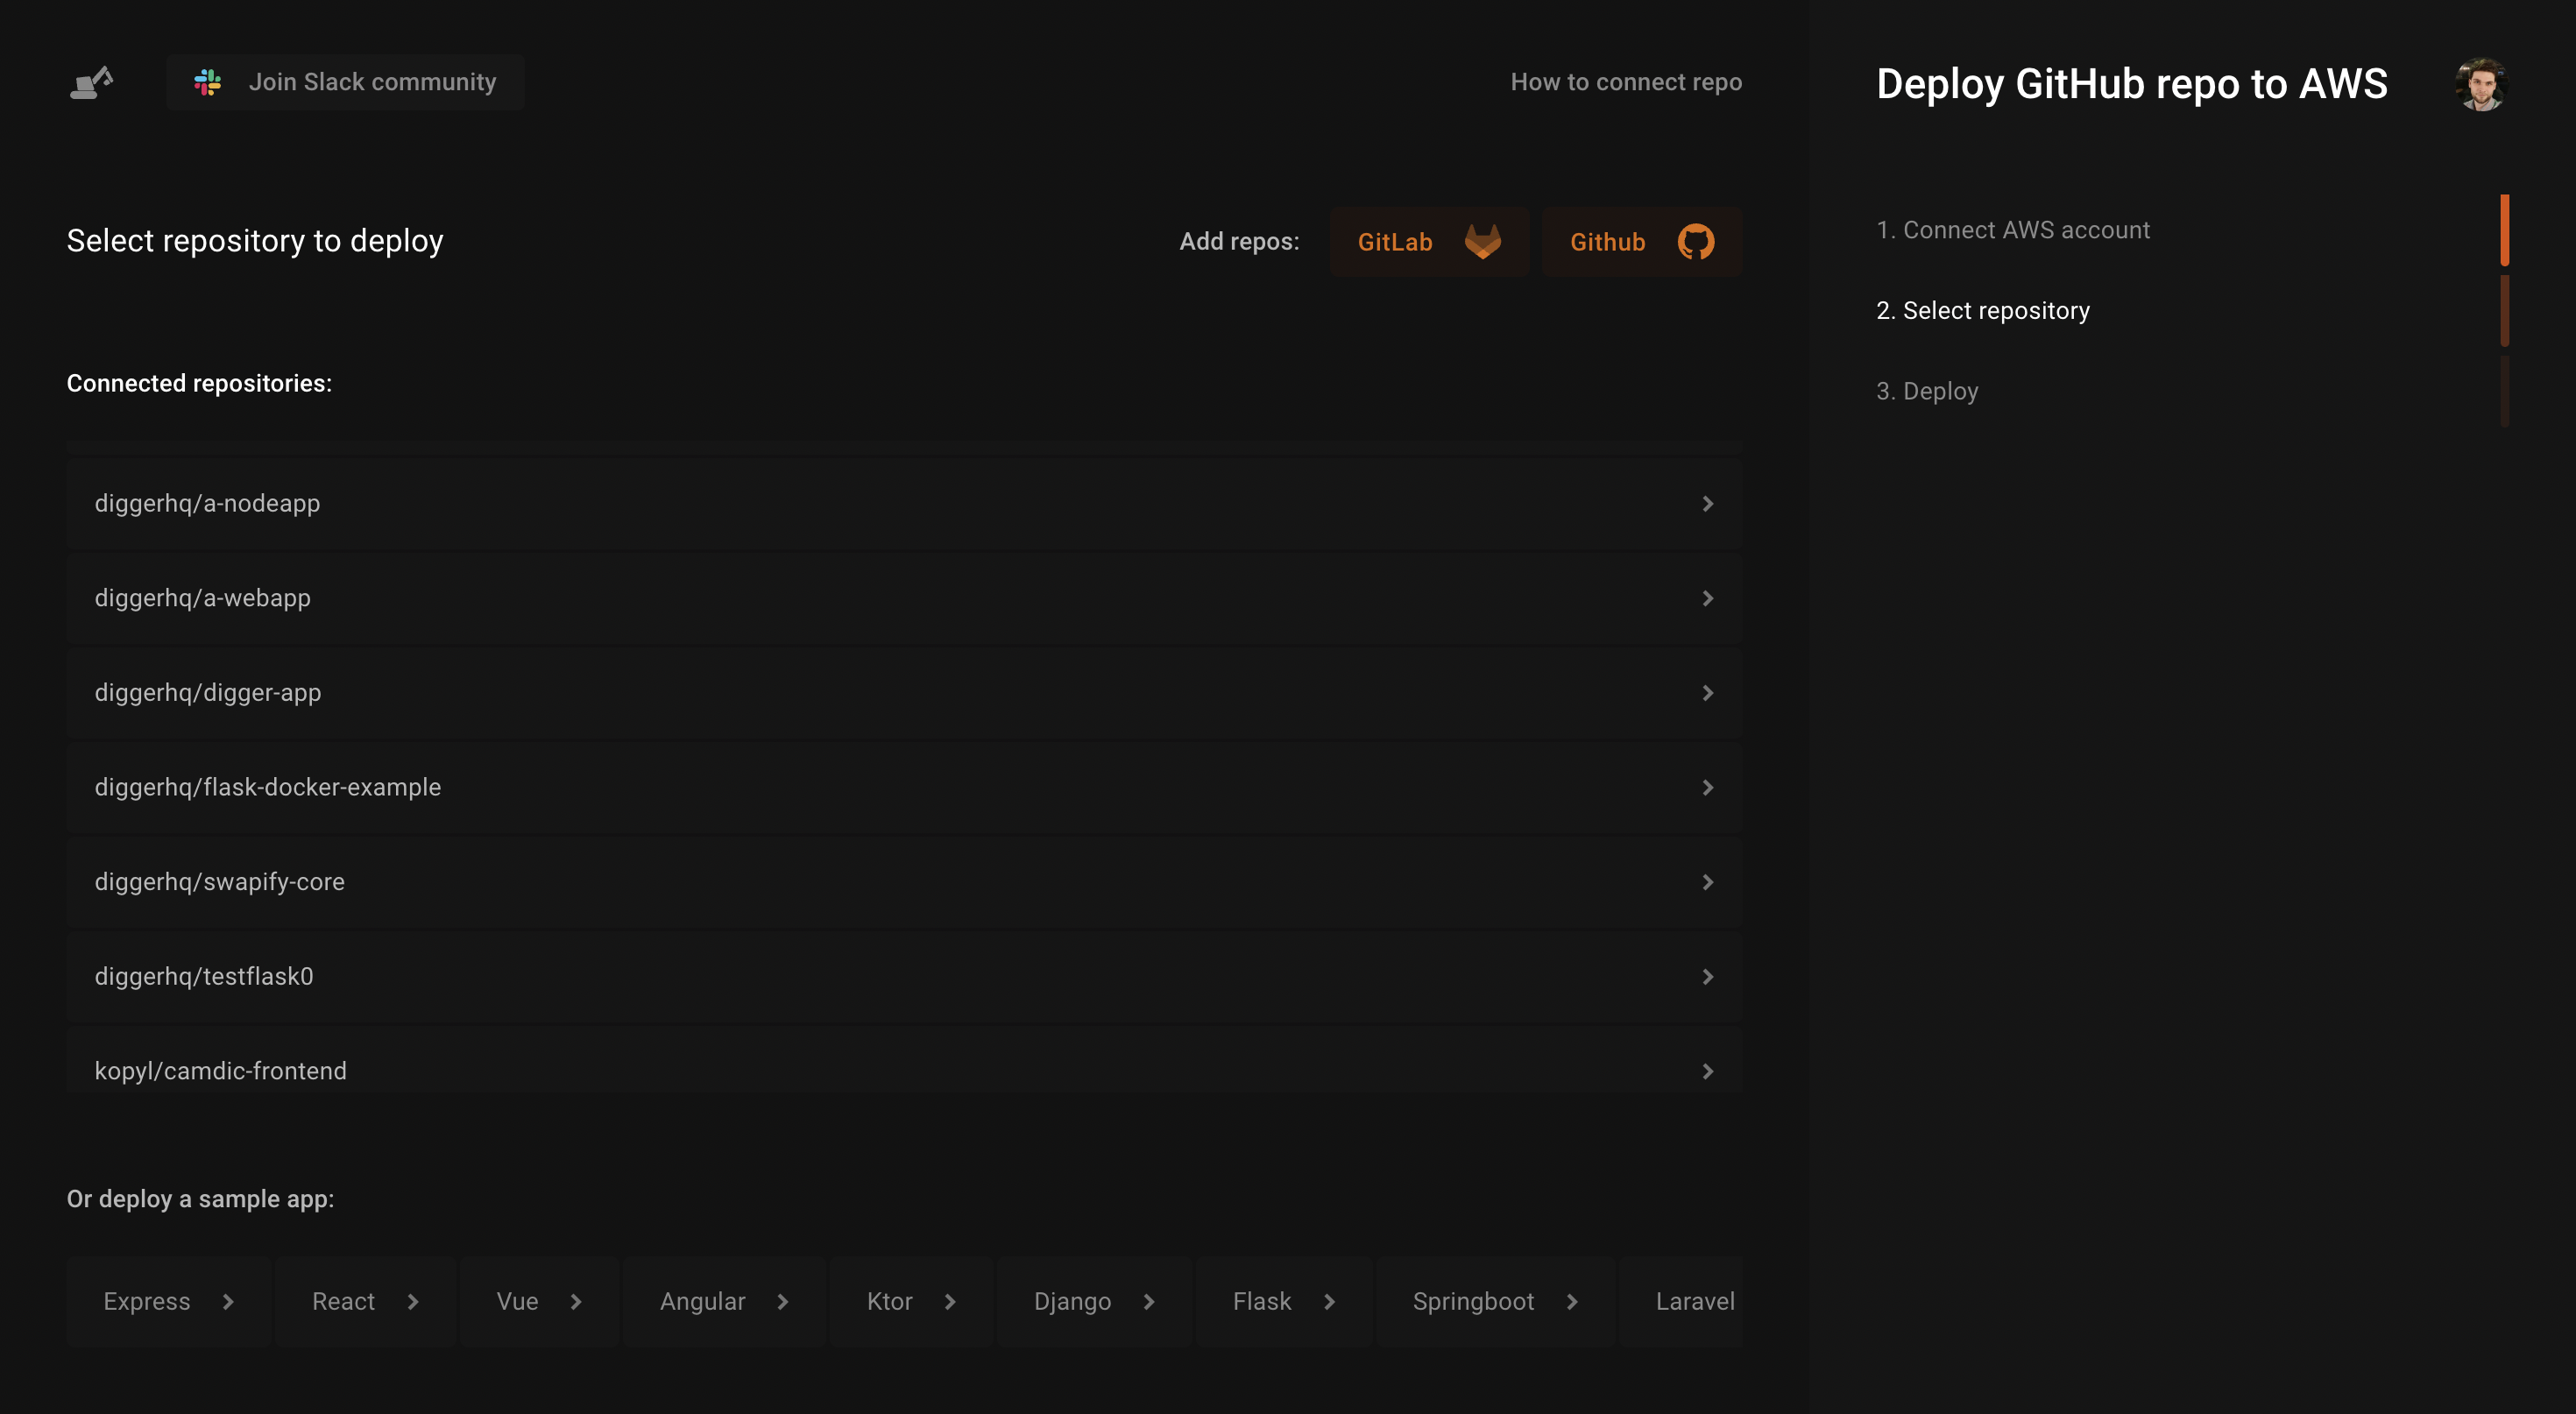 Join Slack community
How to connect repo
Select repository to deploy
Add repos:
GitLab
Github
Connected repositories:
diggerhq/a-nodeapp
diggerhq/a-webapp
diggerhq/digger-app
diggerhq/flask-docker-example
diggerhq/swapify-core
diggerhq/testflask0
kopyl/camdic-frontend
Or deploy a sample app:
Express
React
Vue
Angular
Ktor
Django
Flask
Springboot
Laravel
Deploy GitHub repo to AWS
1. Connect AWS account
2. Select repository
3. Deploy